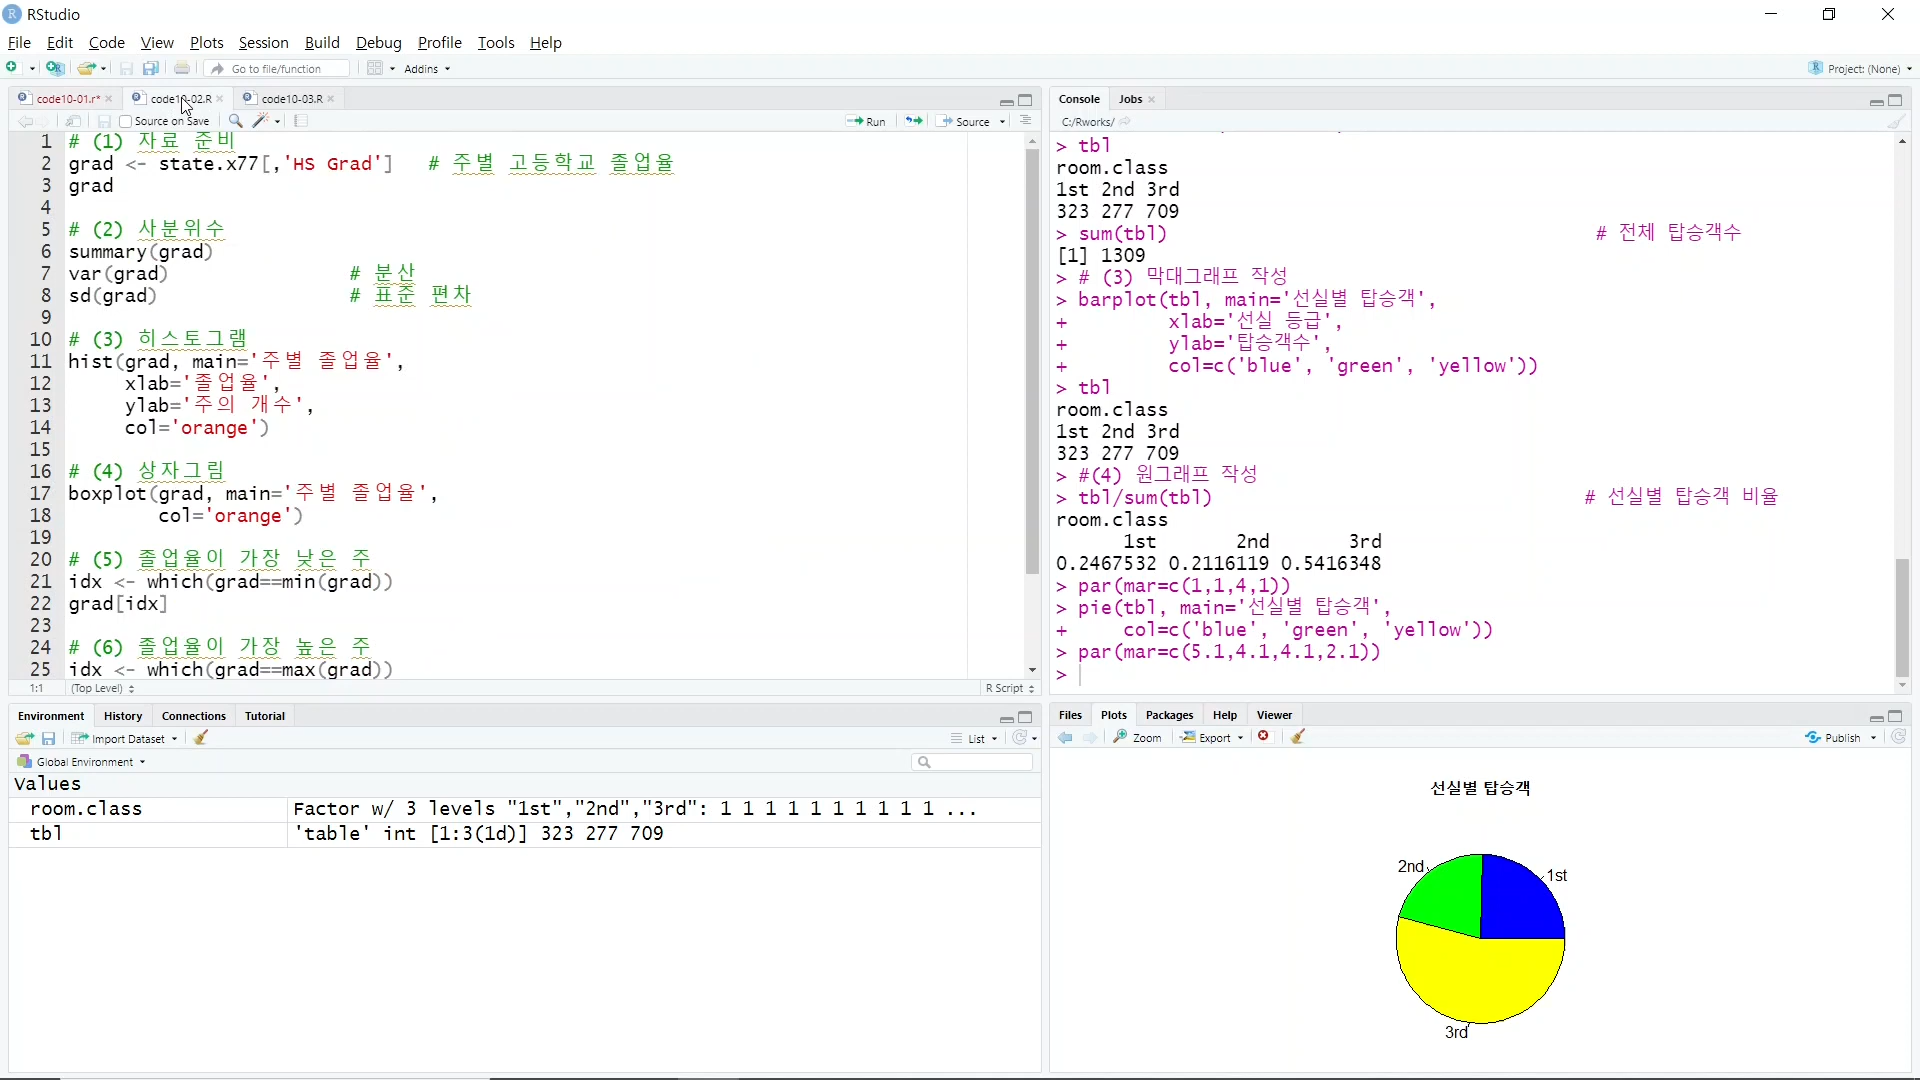 RStudio
File Edit Code View Plots Session Build Debug Profile Tools Help
Go to file/function Addins Project: (None)
code10-01.r* code10-02.R code10-03.R
Source on Save Run Source
1 # (1) 자료 준비
2 grad <- state.x77[,'HS Grad'] # 주별 고등학교 졸업율
3 grad
4
5 # (2) 사분위수
6 summary(grad)
7 var(grad) # 분산
8 sd(grad) # 표준 편차
9
10 # (3) 히스토그램
11 hist(grad, main='주별 졸업율',
12 xlab='졸업율',
13 ylab='주의 개수',
14 col='orange')
15
16 # (4) 상자그림
17 boxplot(grad, main='주별 졸업율',
18 col='orange')
19
20 # (5) 졸업율이 가장 낮은 주
21 idx <- which(grad==min(grad))
22 grad[idx]
23
24 # (6) 졸업율이 가장 높은 주
25 idx <- which(grad==max(grad))
1:1 (Top Level) R Script
Console Jobs
C:/Rworks/
> tbl
room.class
1st 2nd 3rd
323 277 709
> sum(tbl) # 전체 탑승객수
[1] 1309
> # (3) 막대그래프 작성
> barplot(tbl, main='선실별 탑승객',
+ xlab='선실 등급',
+ ylab='탑승객수',
+ col=c('blue', 'green', 'yellow'))
> tbl
room.class
1st 2nd 3rd
323 277 709
> #(4) 원그래프 작성
> tbl/sum(tbl) # 선실별 탑승객 비율
room.class
1st 2nd 3rd
0.2467532 0.2116119 0.5416348
> par(mar=c(1,1,4,1))
> pie(tbl, main='선실별 탑승객',
+ col=c('blue', 'green', 'yellow'))
> par(mar=c(5.1,4.1,4.1,2.1))
>
Environment History Connections Tutorial
Import Dataset List
Global Environment
Values
room.class Factor w/ 3 levels "1st","2nd","3rd": 1 1 1 1 1 1 1 1 1 1 ...
tbl 'table' int [1:3(1d)] 323 277 709
Files Plots Packages Help Viewer
Zoom Export Publish
선실별 탑승객
2nd
1st
3rd